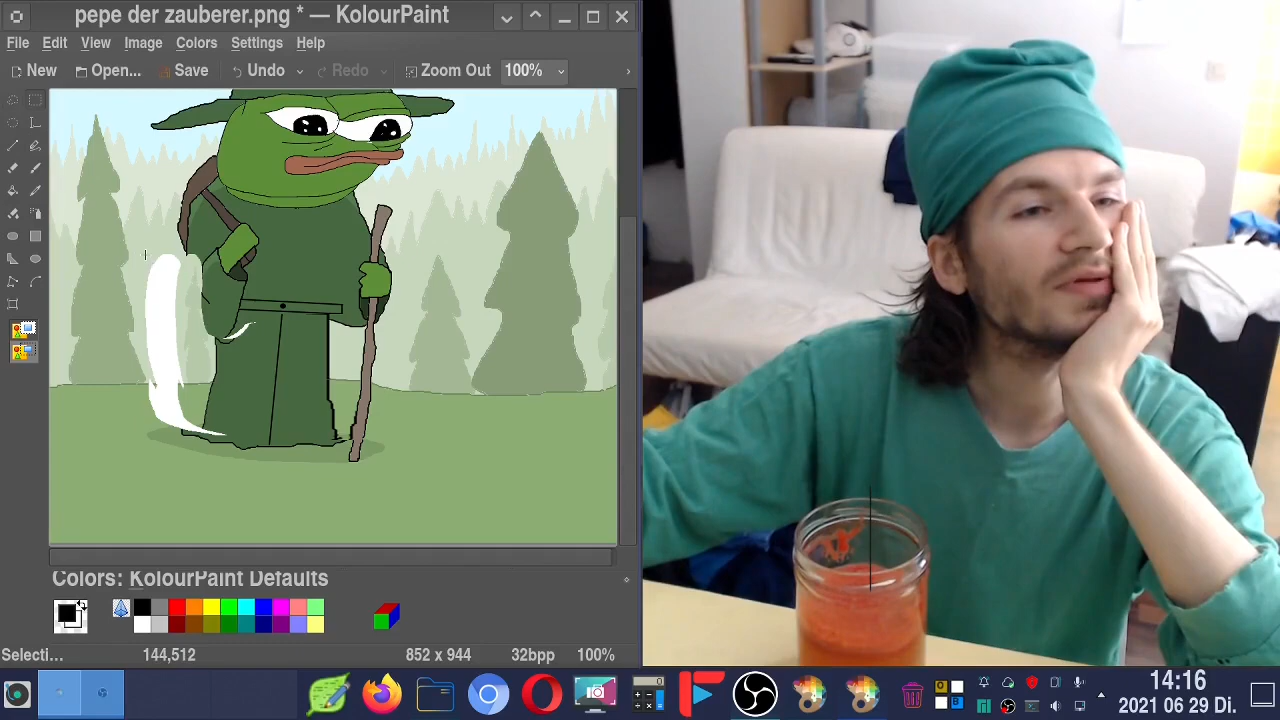 pepe der zauberer.png * — KolourPaint
File Edit View Image Colors Settings Help
New Open... Save Undo Redo Zoom Out 100%
Colors: KolourPaint Defaults
Selecti... 144,512 852 x 944 32bpp 100%
14:16
2021 06 29 Di.